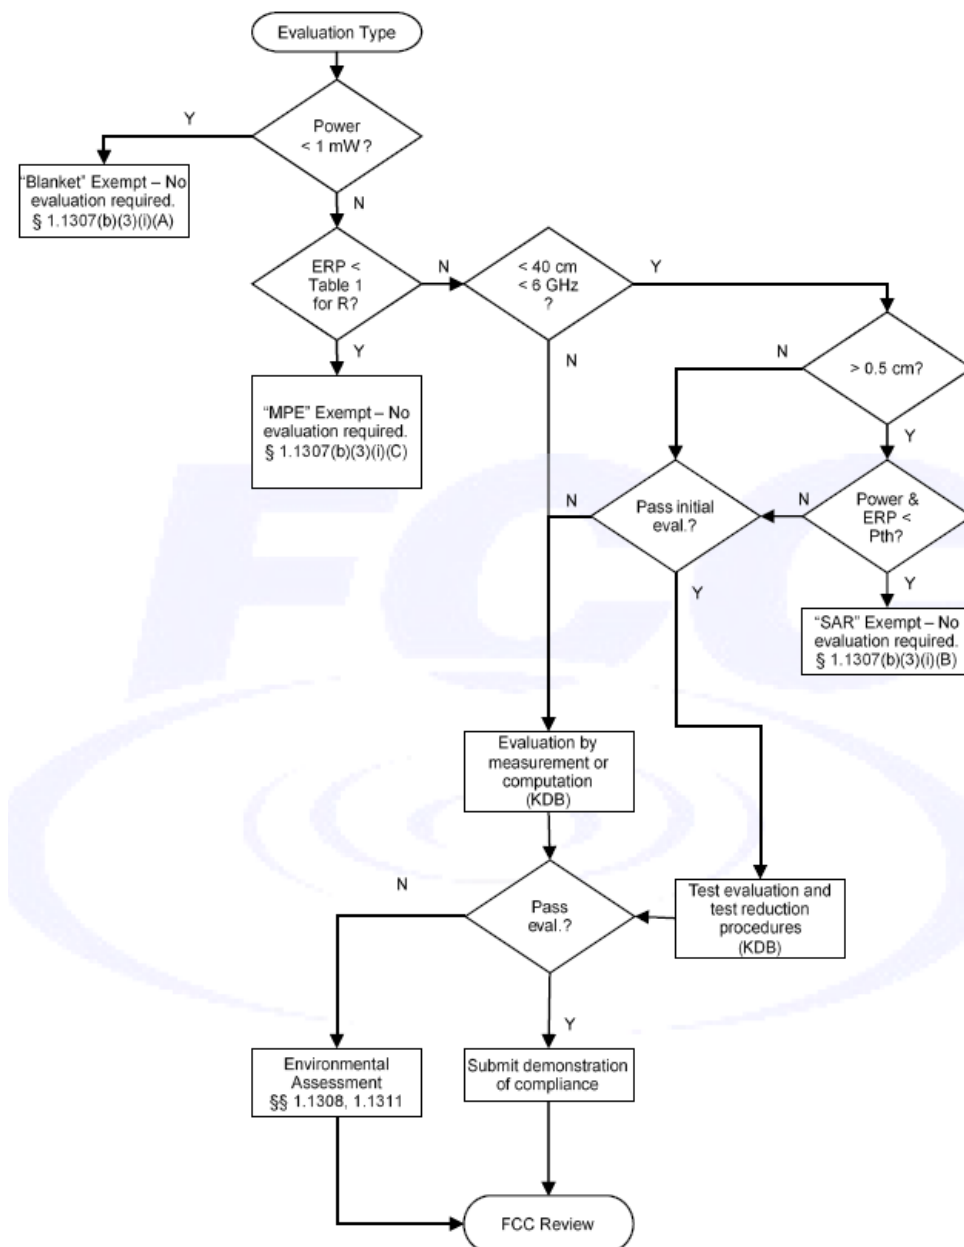 Evaluation Type
Y
Power
< 1 mW?
"Blanket" Exempt – No
evaluation required.
§ 1.1307(b)(3)(i)(A)
N
ERP <
Table 1
for R?
N
< 40 cm
< 6 GHz
?
Y
Y
N
N
> 0.5 cm?
"MPE" Exempt – No
evaluation required.
§ 1.1307(b)(3)(i)(C)
Y
N
Pass initial
eval.?
N
Power &
ERP <
Pth?
Y
Y
"SAR" Exempt – No
evaluation required.
§ 1.1307(b)(3)(i)(B)
FCC
Evaluation by
measurement or
computation
(KDB)
N
Pass
eval.?
Test evaluation and
test reduction
procedures
(KDB)
Y
Environmental
Assessment
§§ 1.1308, 1.1311
Submit demonstration
of compliance
FCC Review